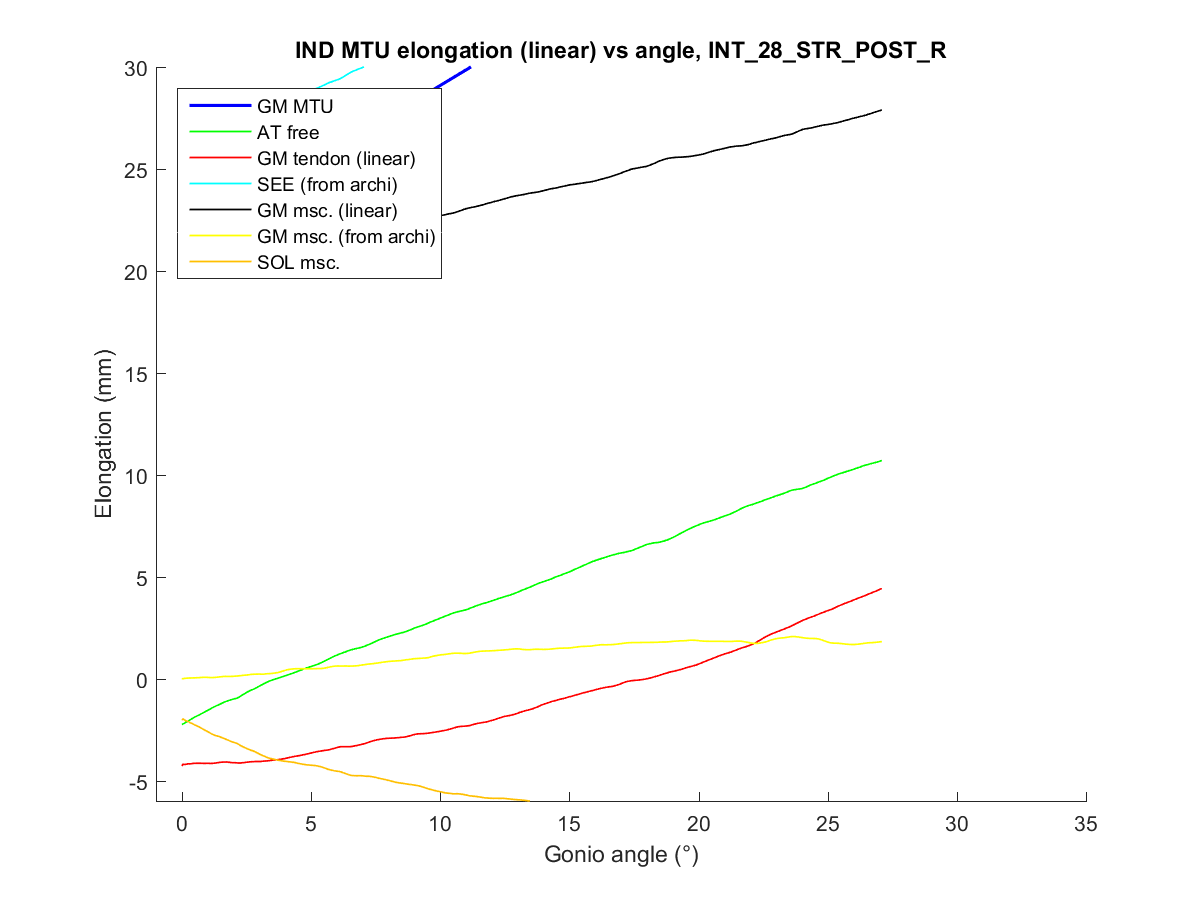 IND MTU elongation (linear) vs angle, INT_28_STR_POST_R
30
25
20
15
10
5
0
-5
Elongation (mm)
GM MTU
AT free
GM tendon (linear)
SEE (from archi)
GM msc. (linear)
GM msc. (from archi)
SOL msc.
0 5 10 15 20 25 30 35
Gonio angle (°)